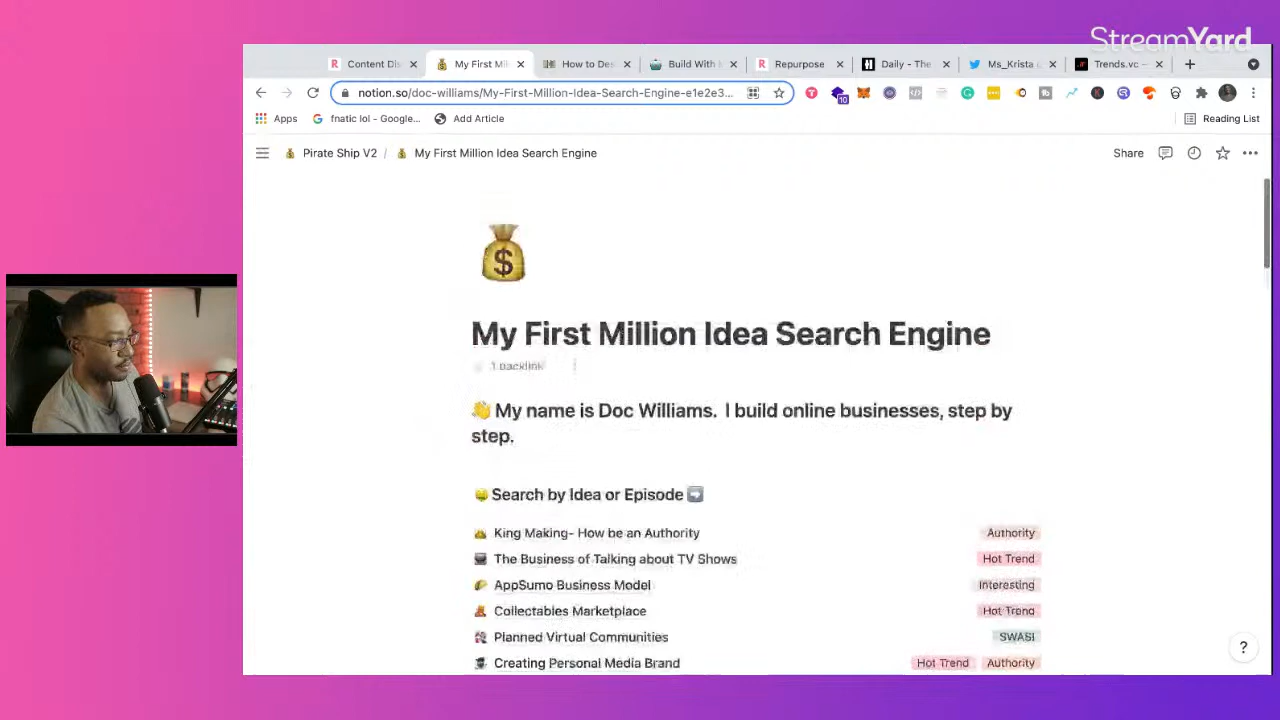 StreamYard
Content Dis
My First Mil
How to Des
Build With
Repurpose
Daily - The
Ms_Krista
Trends.vc –
notion.so/doc-williams/My-First-Million-Idea-Search-Engine-e1e2e3...
10
Apps
fnatic lol - Google...
Add Article
Reading List
Pirate Ship V2 / My First Million Idea Search Engine
Share
My First Million Idea Search Engine
1 backlink
My name is Doc Williams. I build online businesses, step by
step.
Search by Idea or Episode
King Making- How be an Authority Authority
The Business of Talking about TV Shows Hot Trend
AppSumo Business Model Interesting
Collectables Marketplace Hot Trend
Planned Virtual Communities SWASI
Creating Personal Media Brand Hot Trend Authority
?